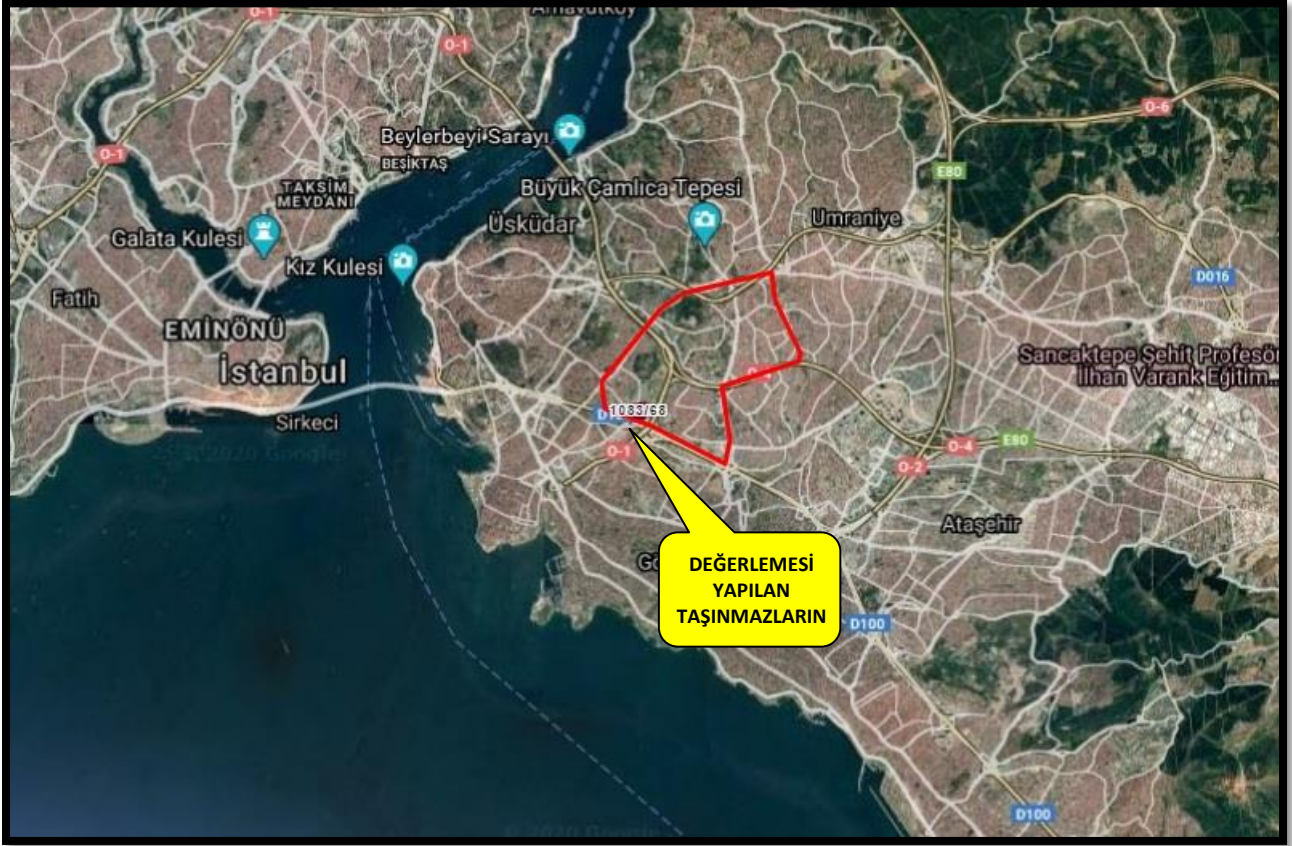 Arnavutköy
O-1
O-1
O-6
Beylerbeyi Sarayı
BEŞİKTAŞ
O-1
E80
TAKSİM
MEYDANI
Büyük Çamlıca Tepesi
Üsküdar
Ümraniye
Galata Kulesi
Kız Kulesi
D016
Fatih
EMİNÖNÜ
İstanbul
Sancaktepe Şehit Profesör
İlhan Varank Eğitim...
1083/68
Sirkeci
O-1
E80
O-4
O-2
Ataşehir
DEĞERLEMESİ
YAPILAN
TAŞINMAZLARIN
D100
D100